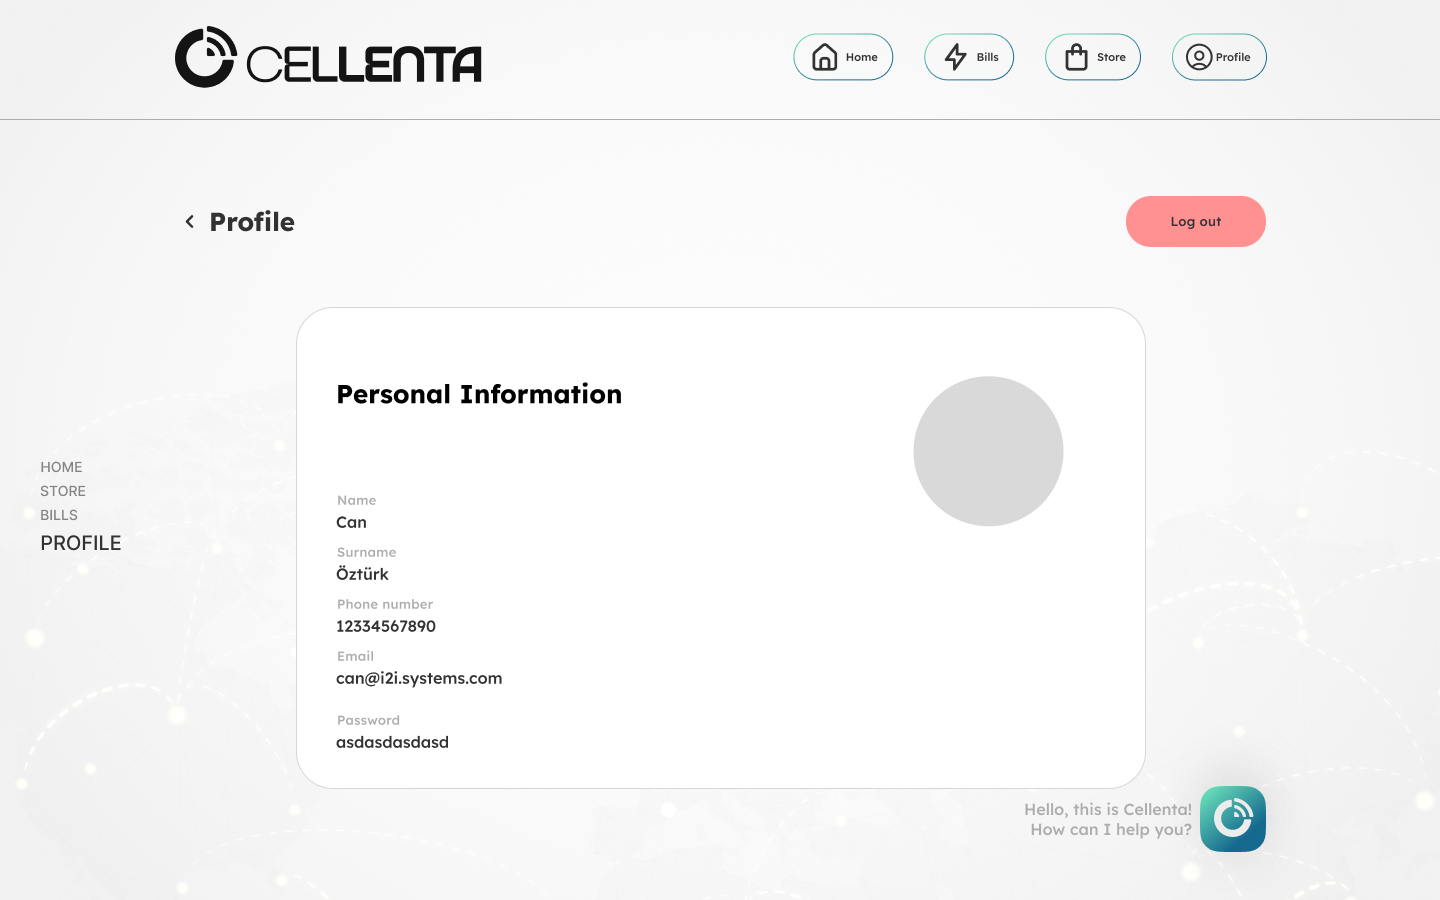 CELLENTA
Home
Bills
Store
Profile
Profile
Log out
HOME
STORE
BILLS
PROFILE
Personal Information
Name
Can
Surname
Öztürk
Phone number
12334567890
Email
can@i2i.systems.com
Password
asdasdasdasd
Hello, this is Cellenta!
How can I help you?